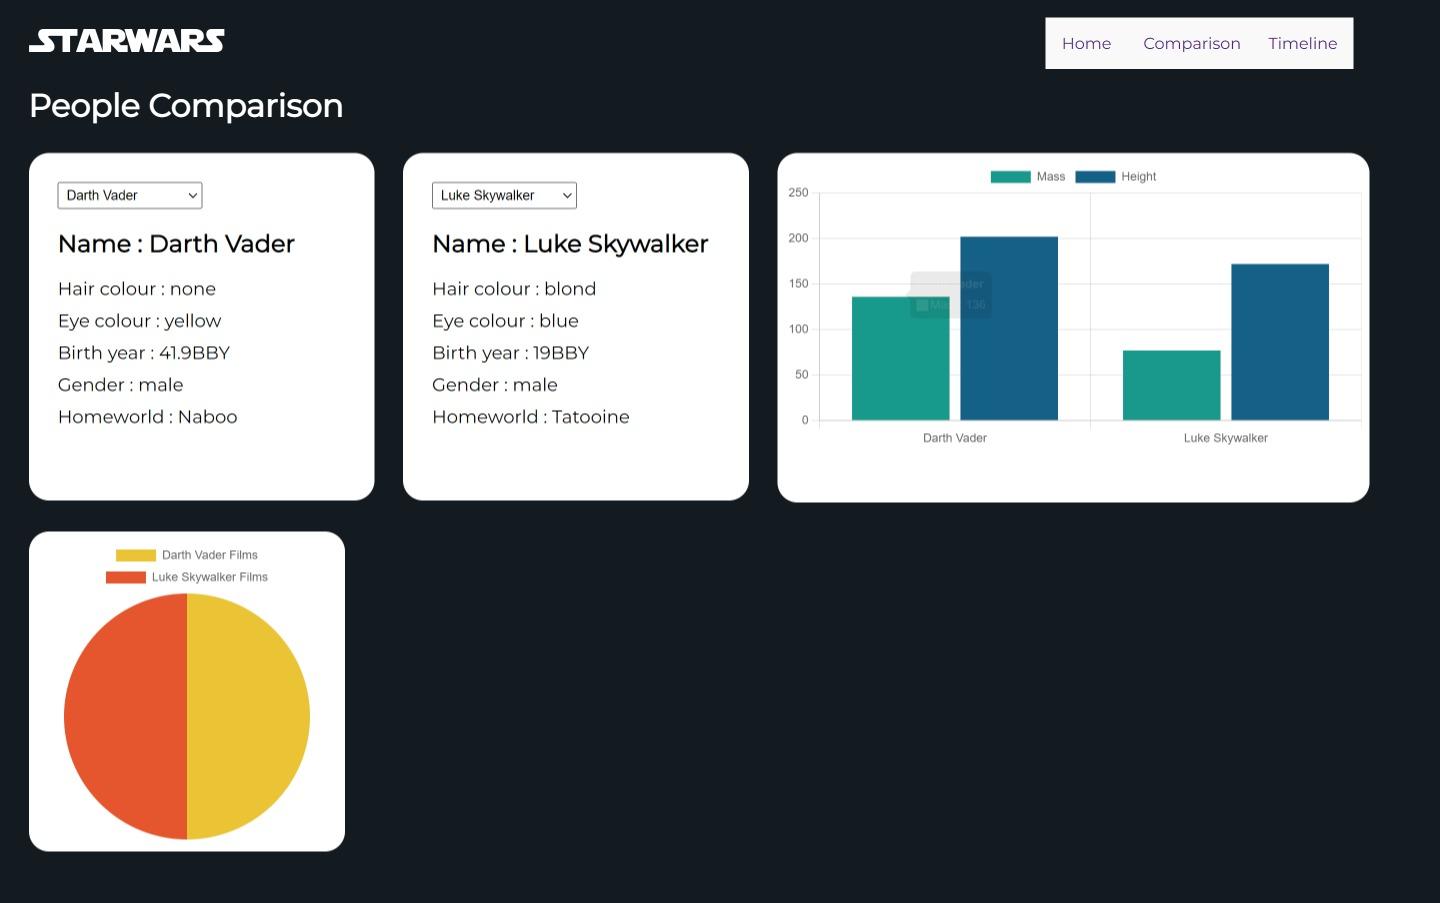 STARWARS
Home Comparison Timeline
People Comparison
Darth Vader
Name : Darth Vader
Hair colour : none
Eye colour : yellow
Birth year : 41.9BBY
Gender : male
Homeworld : Naboo
Luke Skywalker
Name : Luke Skywalker
Hair colour : blond
Eye colour : blue
Birth year : 19BBY
Gender : male
Homeworld : Tatooine
Mass Height
250
200
150
100
50
0
136
Darth Vader Luke Skywalker
Darth Vader Films
Luke Skywalker Films